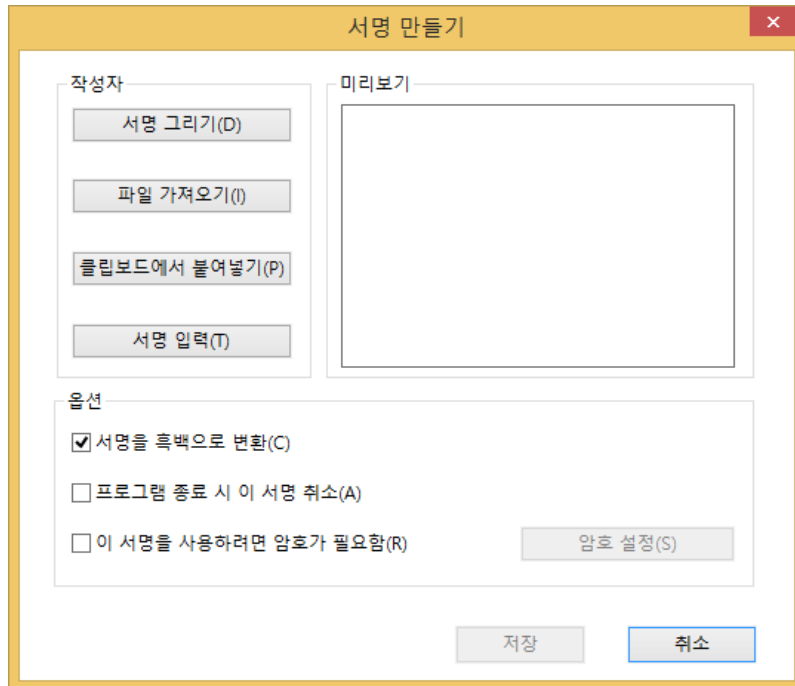 서명 만들기
작성자
서명 그리기(D)
파일 가져오기(I)
클립보드에서 붙여넣기(P)
서명 입력(T)
미리보기
옵션
서명을 흑백으로 변환(C)
프로그램 종료 시 이 서명 취소(A)
이 서명을 사용하려면 암호가 필요함(R)
암호 설정(S)
저장
취소